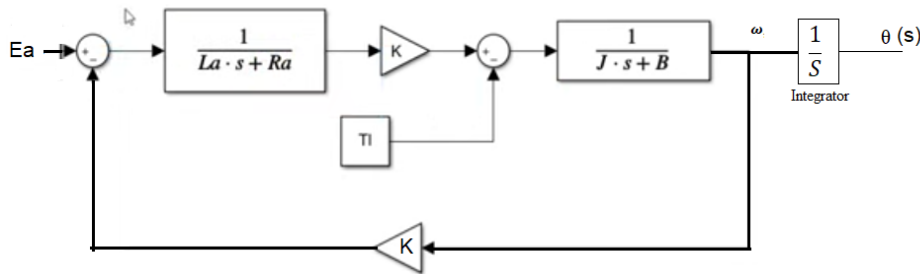 Ea
+
−
1
La · s + Ra
K
+
−
1
J · s + B
ω
1
S
Integrator
θ (s)
Tl
K